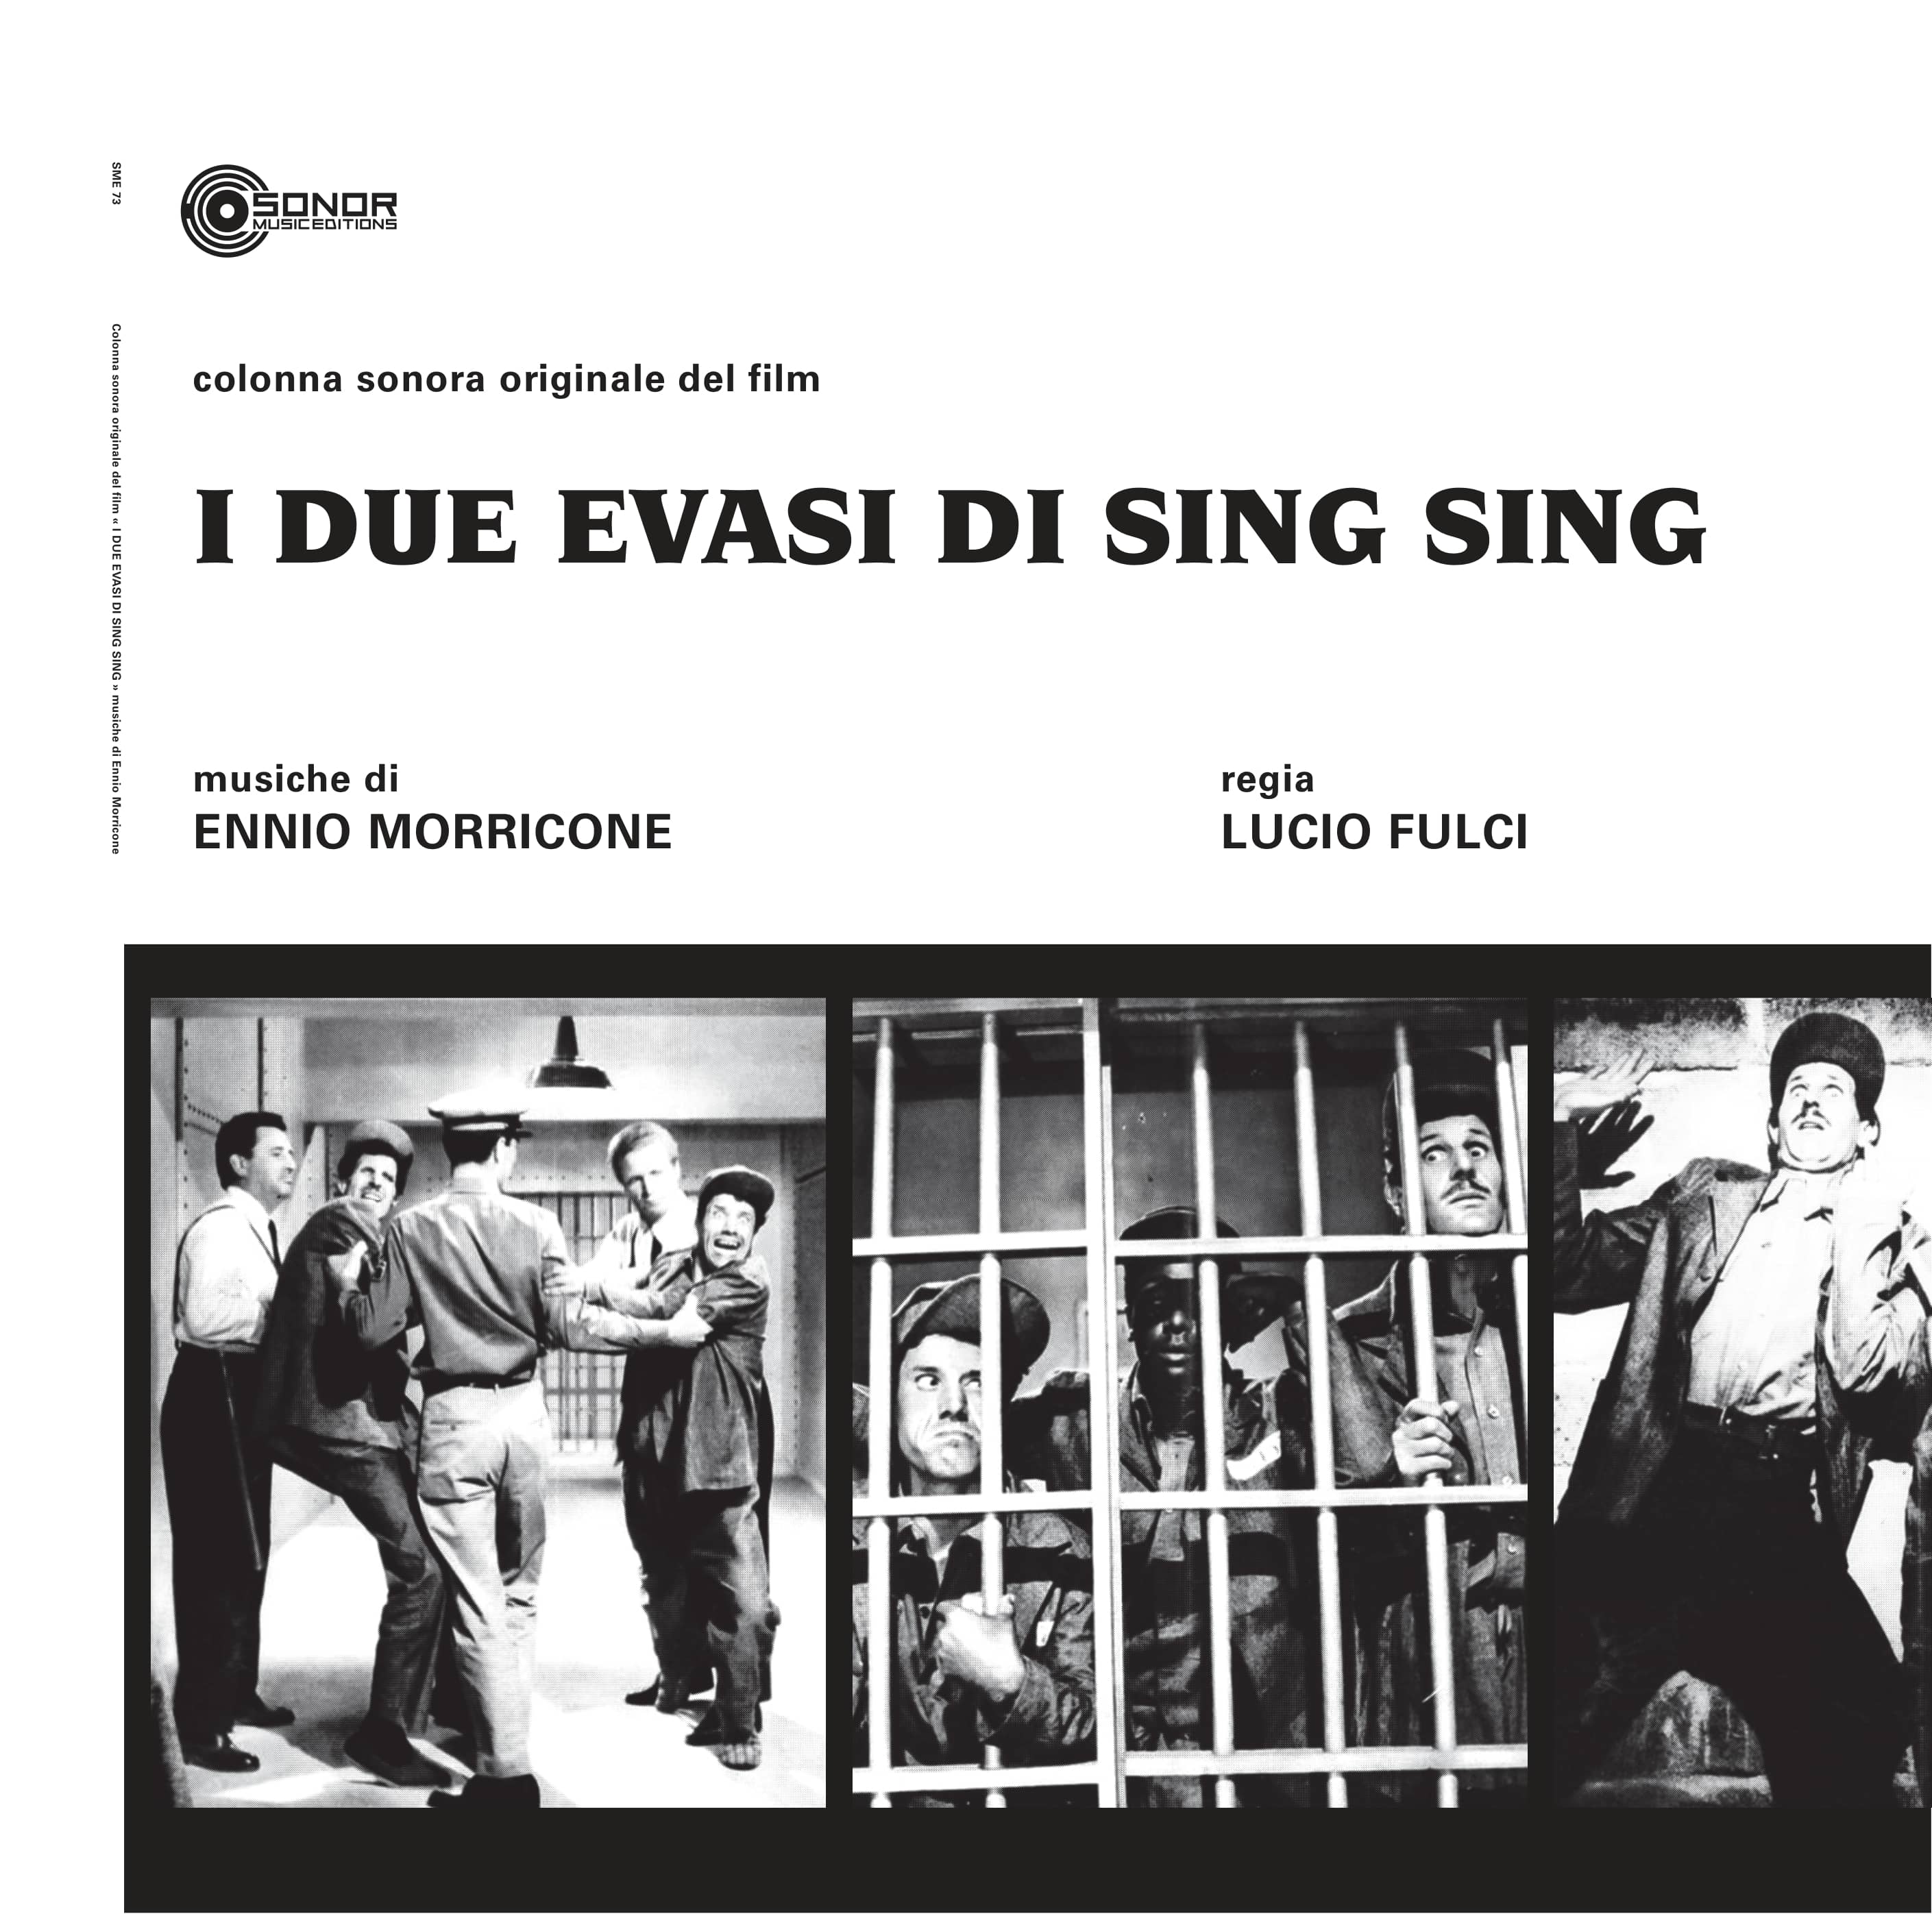 SME 73
Colonna sonora originale del film « I DUE EVASI DI SING SING » musiche di Ennio Morricone
SONOR
MUSICEDITIONS
colonna sonora originale del film
I DUE EVASI DI SING SING
musiche di
ENNIO MORRICONE
regia
LUCIO FULCI